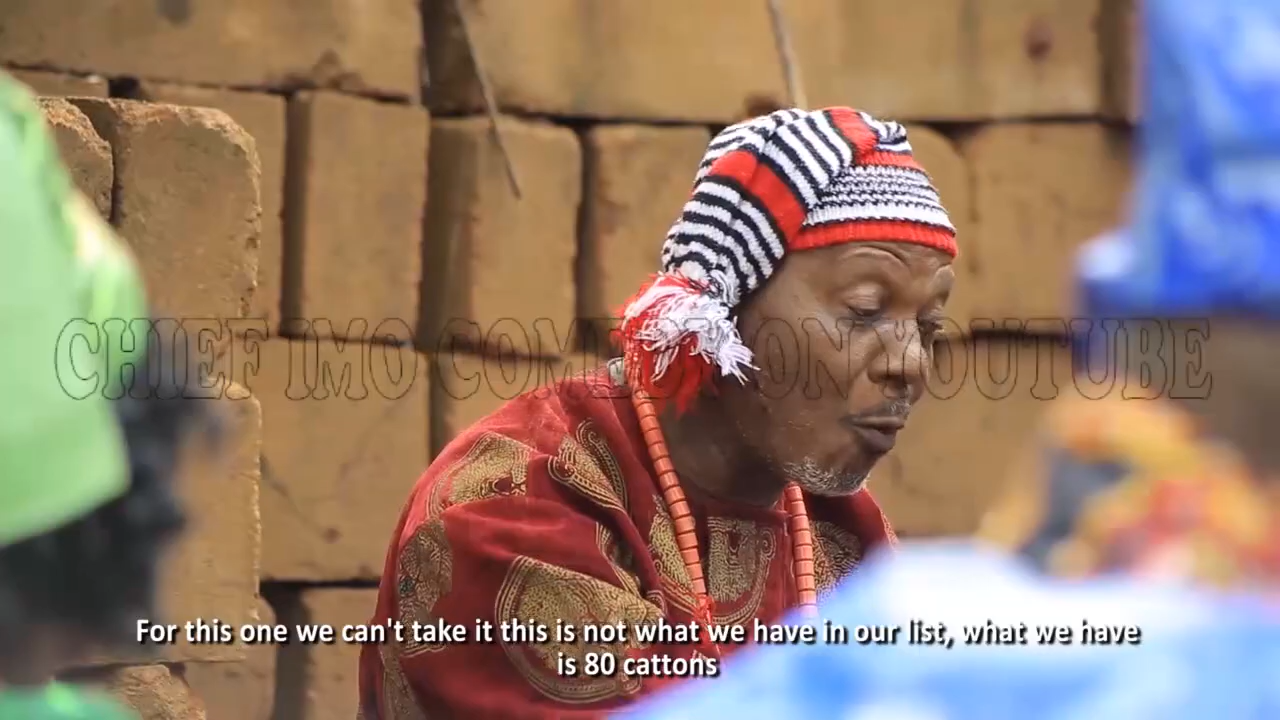 CHIEF IMO COMEDY ON YOUTUBE
For this one we can't take it this is not what we have in our list, what we have
is 80 cattons